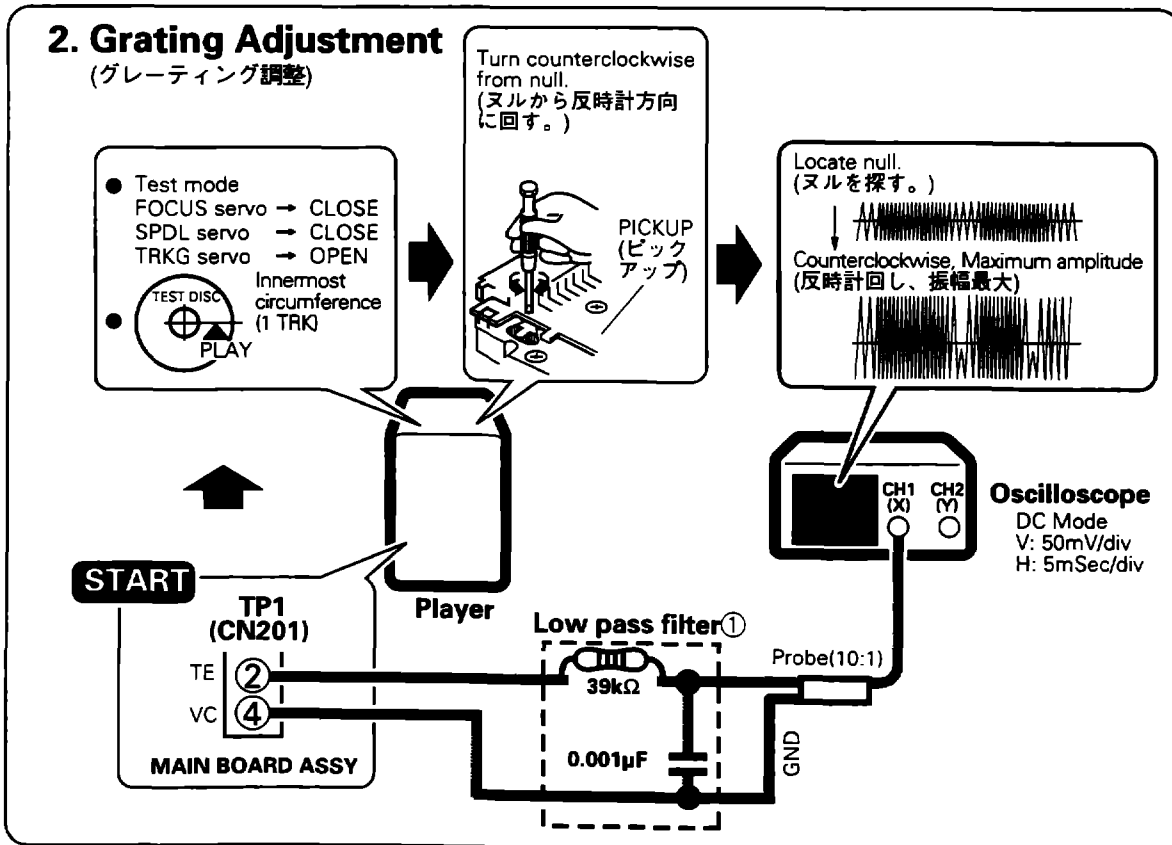 2. Grating Adjustment
(グレーティング調整)
● Test mode
FOCUS servo → CLOSE
SPDL servo → CLOSE
TRKG servo → OPEN
● TEST DISC
PLAY
Innermost
circumference
(1 TRK)
Turn counterclockwise
from null.
(ヌルから反時計方向
に回す。)
PICKUP
(ピック
アップ)
Locate null.
(ヌルを探す。)
Counterclockwise, Maximum amplitude
(反時計回し、振幅最大)
CH1
(X)
CH2
(Y)
Oscilloscope
DC Mode
V: 50mV/div
H: 5mSec/div
START
Player
TP1
(CN201)
TE ②
VC ④
MAIN BOARD ASSY
Low pass filter①
39kΩ
0.001μF
Probe(10:1)
GND